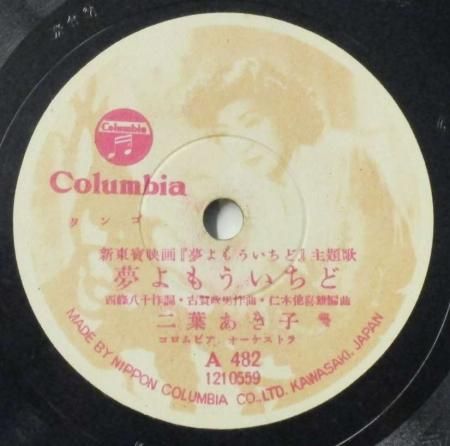 Columbia
Columbia
タンゴ
新東寳映画『夢よもういちど』主題歌
夢よもういちど
西條八十作詞・古賀政男作曲・仁木他喜雄編曲
二葉あき子
コロムビア オーケストラ
A 482
1210559
MADE BY NIPPON COLUMBIA CO.,LTD. KAWASAKI, JAPAN